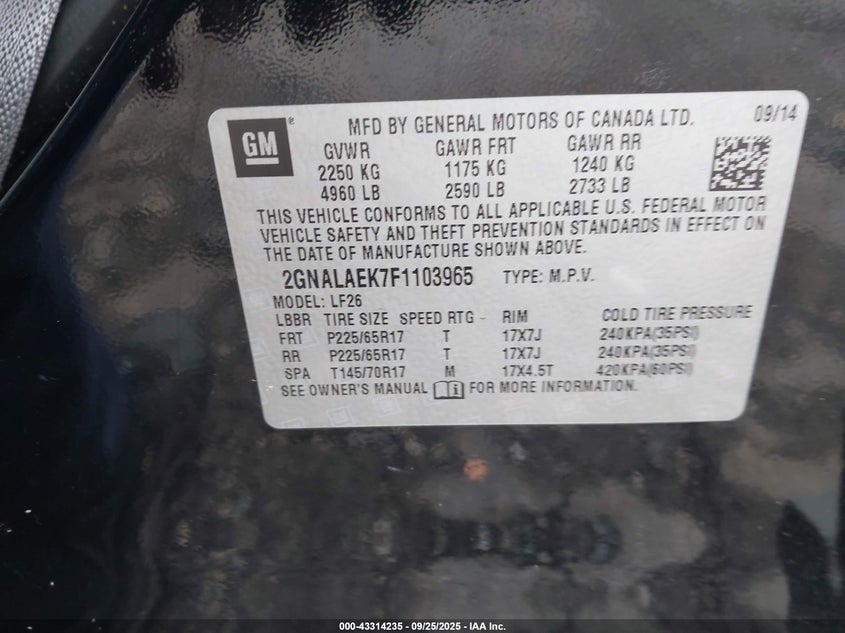 GM ® MFD BY GENERAL MOTORS OF CANADA LTD. 09/14
GVWR GAWR FRT GAWR RR
2250 KG 1175 KG 1240 KG
4960 LB 2590 LB 2733 LB
THIS VEHICLE CONFORMS TO ALL APPLICABLE U.S. FEDERAL MOTOR
VEHICLE SAFETY AND THEFT PREVENTION STANDARDS IN EFFECT ON
THE DATE OF MANUFACTURE SHOWN ABOVE.
2GNALAEK7F1103965 TYPE: M.P.V.
MODEL: LF26
LBBR TIRE SIZE SPEED RTG - RIM COLD TIRE PRESSURE
FRT P225/65R17 T 17X7J 240KPA(35PSI)
RR P225/65R17 T 17X7J 240KPA(35PSI)
SPA T145/70R17 M 17X4.5T 420KPA(60PSI)
SEE OWNER'S MANUAL FOR MORE INFORMATION.
000-43314235 - 09/25/2025 - IAA Inc.